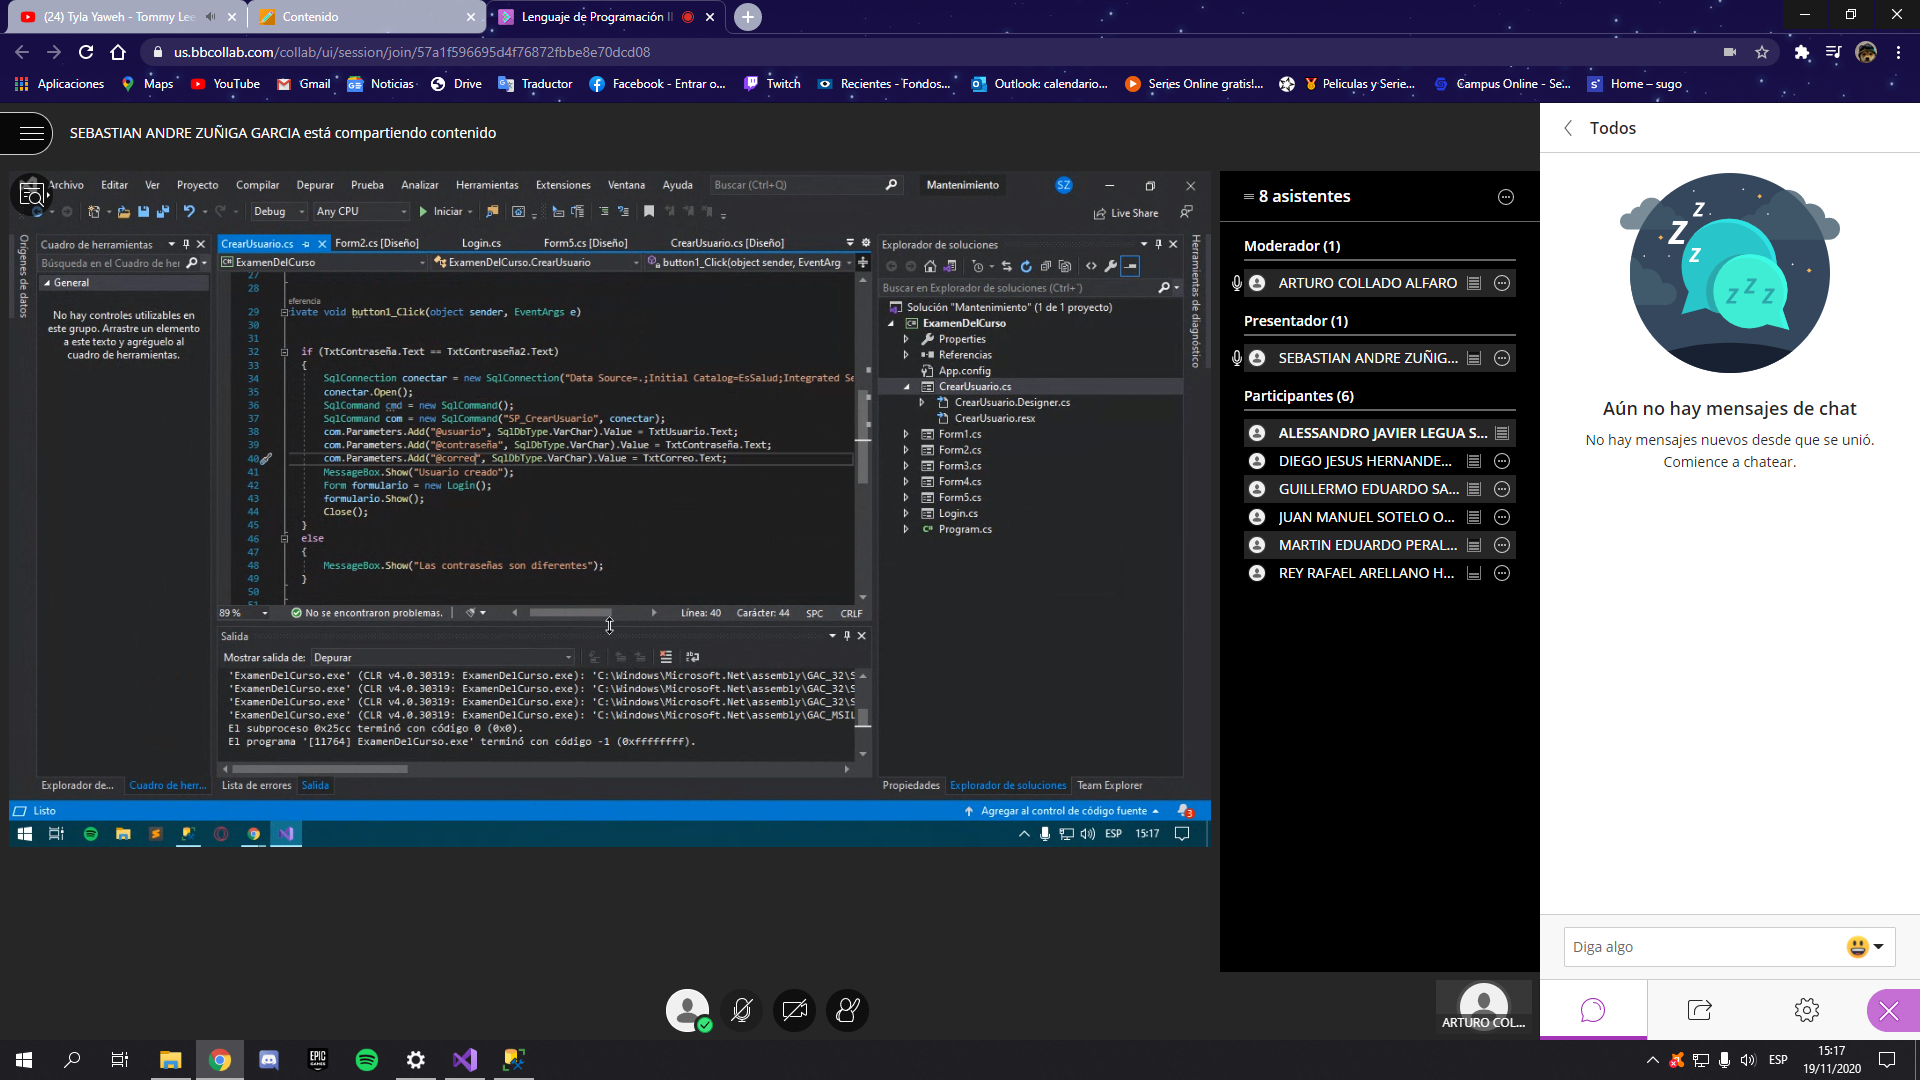 (24) Tyla Yaweh - Tommy Lee
Contenido
Lenguaje de Programación I
us.bbcollab.com/collab/ui/session/join/57a1f596695d4f76872fbbe8e70dcd08
Aplicaciones
Maps
YouTube
Gmail
Noticias
Drive
Traductor
Facebook - Entrar o...
Twitch
Recientes - Fondos...
Outlook: calendario...
Series Online gratis!...
Peliculas y Serie...
Campus Online - Se...
Home – sugo
SEBASTIAN ANDRE ZUÑIGA GARCIA está compartiendo contenido
Archivo Editar Ver Proyecto Compilar Depurar Prueba Analizar Herramientas Extensiones Ventana Ayuda
Buscar (Ctrl+Q)
Mantenimiento
SZ
Debug
Any CPU
Iniciar
Live Share
Orígenes de datos
Cuadro de herramientas
Búsqueda en el Cuadro de her
General
No hay controles utilizables en
este grupo. Arrastre un elemento
a este texto y agréguelo al
cuadro de herramientas.
CrearUsuario.cs
Form2.cs [Diseño]
Login.cs
Form5.cs [Diseño]
CrearUsuario.cs [Diseño]
ExamenDelCurso
ExamenDelCurso.CrearUsuario
button1_Click(object sender, EventArg
27
28
eferencia
29 rivate void button1_Click(object sender, EventArgs e)
30
31
32 if (TxtContraseña.Text == TxtContraseña2.Text)
33 {
34 SqlConnection conectar = new SqlConnection("Data Source=.;Initial Catalog=EsSalud;Integrated Se
35 conectar.Open();
36 SqlCommand cmd = new SqlCommand();
37 SqlCommand com = new SqlCommand("SP_CrearUsuario", conectar);
38 com.Parameters.Add("@usuario", SqlDbType.VarChar).Value = TxtUsuario.Text;
39 com.Parameters.Add("@contraseña", SqlDbType.VarChar).Value = TxtContraseña.Text;
40 com.Parameters.Add("@correo", SqlDbType.VarChar).Value = TxtCorreo.Text;
41 MessageBox.Show("Usuario creado");
42 Form formulario = new Login();
43 formulario.Show();
44 Close();
45 }
46 else
47 {
48 MessageBox.Show("Las contraseñas son diferentes");
49 }
50
51
89 %
No se encontraron problemas.
Línea: 40
Carácter: 44
SPC
CRLF
Salida
Mostrar salida de: Depurar
'ExamenDelCurso.exe' (CLR v4.0.30319: ExamenDelCurso.exe): 'C:\Windows\Microsoft.Net\assembly\GAC_32\S
'ExamenDelCurso.exe' (CLR v4.0.30319: ExamenDelCurso.exe): 'C:\Windows\Microsoft.Net\assembly\GAC_32\S
'ExamenDelCurso.exe' (CLR v4.0.30319: ExamenDelCurso.exe): 'C:\Windows\Microsoft.Net\assembly\GAC_32\S
'ExamenDelCurso.exe' (CLR v4.0.30319: ExamenDelCurso.exe): 'C:\Windows\Microsoft.Net\assembly\GAC_MSIL
El subproceso 0x25cc terminó con código 0 (0x0).
El programa '[11764] ExamenDelCurso.exe' terminó con código -1 (0xffffffff).
Explorador de...
Cuadro de herr...
Lista de errores
Salida
Explorador de soluciones
Buscar en Explorador de soluciones (Ctrl+¨)
Solución "Mantenimiento" (1 de 1 proyecto)
ExamenDelCurso
Properties
Referencias
App.config
CrearUsuario.cs
CrearUsuario.Designer.cs
CrearUsuario.resx
Form1.cs
Form2.cs
Form3.cs
Form4.cs
Form5.cs
Login.cs
Program.cs
Herramientas de diagnóstico
Propiedades
Explorador de soluciones
Team Explorer
Listo
Agregar al control de código fuente
3
ESP
15:17
8 asistentes
Moderador (1)
ARTURO COLLADO ALFARO
Presentador (1)
SEBASTIAN ANDRE ZUÑIG...
Participantes (6)
ALESSANDRO JAVIER LEGUA S...
DIEGO JESUS HERNANDE...
GUILLERMO EDUARDO SA...
JUAN MANUEL SOTELO O...
MARTIN EDUARDO PERAL...
REY RAFAEL ARELLANO H...
ARTURO COL...
Todos
Z
Z
Z
Z Z Z
Aún no hay mensajes de chat
No hay mensajes nuevos desde que se unió.
Comience a chatear.
Diga algo
EPIC
GAMES
ESP
15:17
19/11/2020